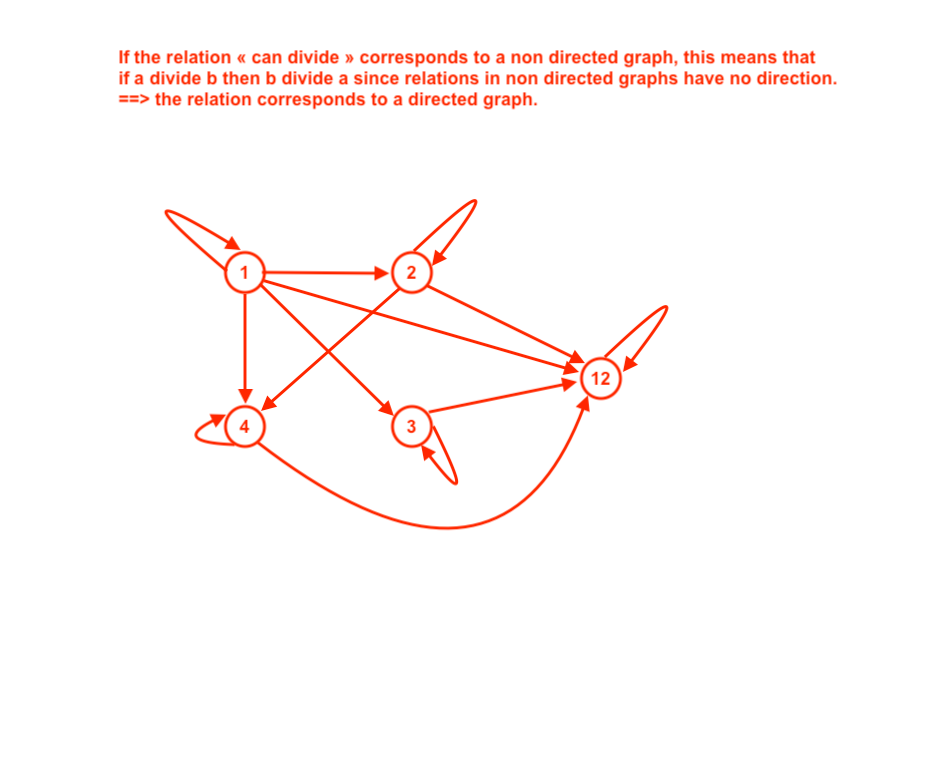 If the relation « can divide » corresponds to a non directed graph, this means that
if a divide b then b divide a since relations in non directed graphs have no direction.
==> the relation corresponds to a directed graph.
1
2
12
4
3